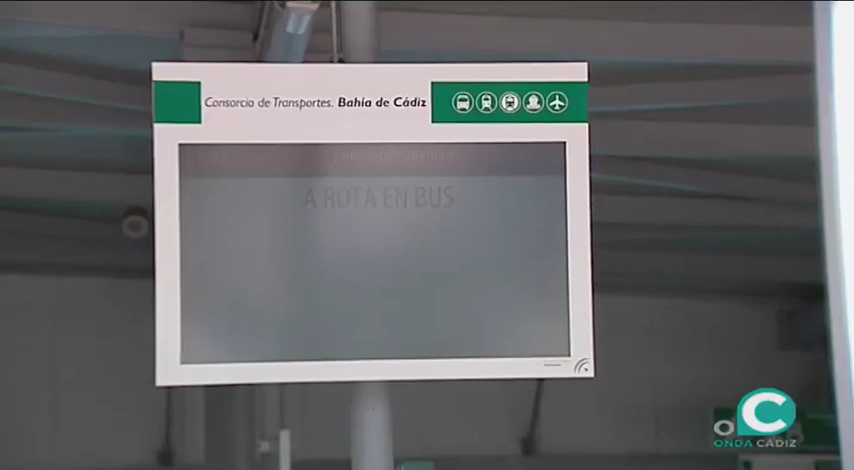 Consorcio de Transportes. Bahía de Cádiz
A ROTA EN BUS
C
ONDA CÁDIZ